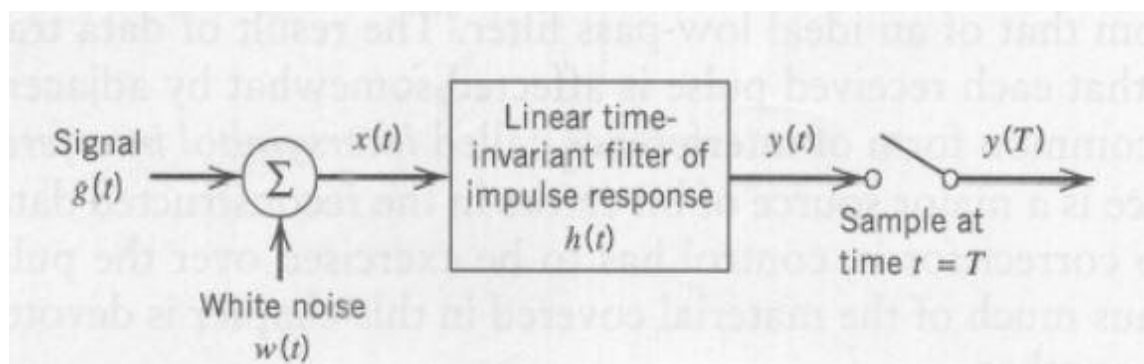 Signal
g(t)
Σ
x(t)
White noise
w(t)
Linear time-
invariant filter of
impulse response
h(t)
y(t)
y(T)
Sample at
time t = T